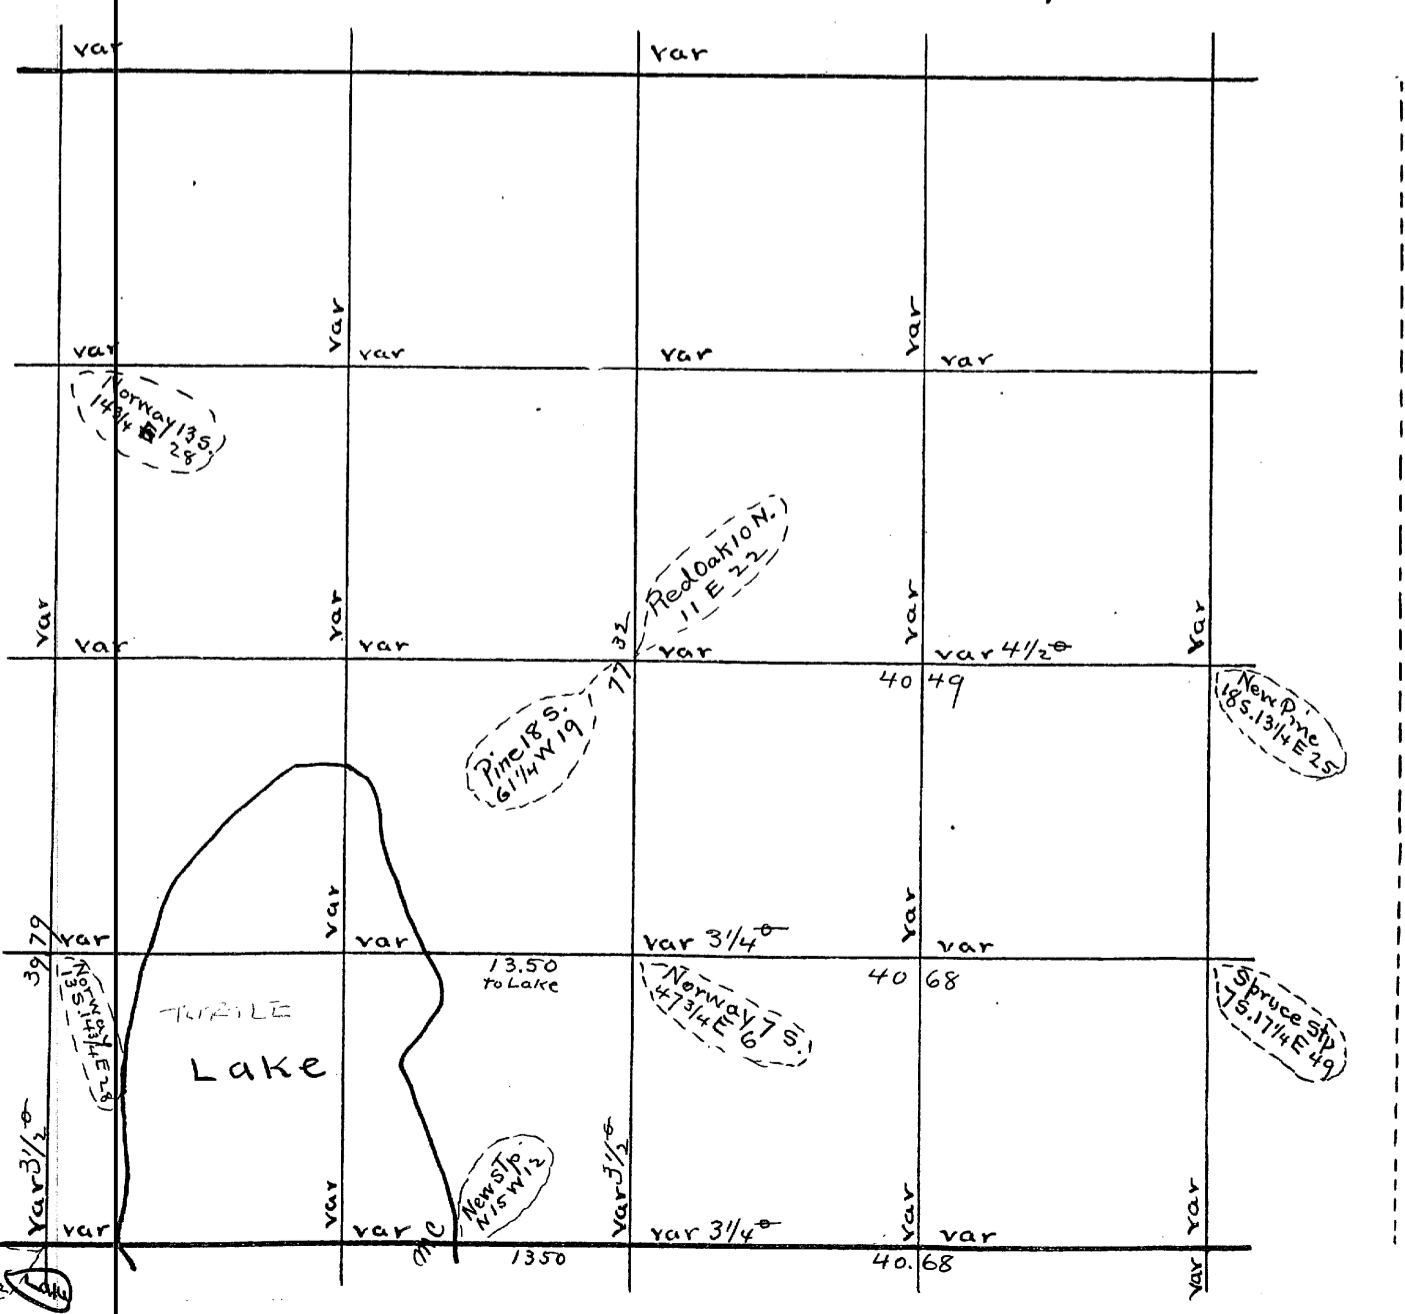 var
var
var
var
var
var
var
var
Norway 13 S.
14 3/4 E 28
Red Oak 10 N.
11 E 22
var
var
var
var
var
var
32
77
var
var
var 4 1/2°
40 49
Pine 18 S.
61 1/4 W 19
New Pine
18 S. 13 1/4 E 25
39 79
var
var
var
var 3 1/4°
var
var
13.50
to Lake
40 68
Norway
13 S. 14 3/4 E 28
Norway 7 S.
47 3/4 E 6
Spruce Stp
7 S. 17 1/4 E 49
TURTLE
Lake
New STp.
N 15 W 12
var 3 1/2°
var
var
var
MC
var 3 1/2°
var 3 1/4°
var
var
var
1350
40.68
var
Lake